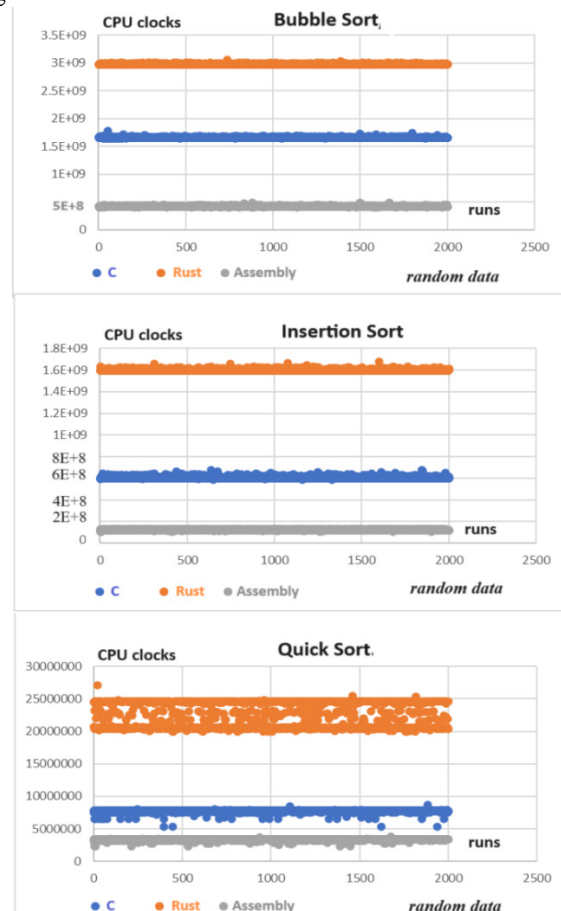 CPU clocks Bubble Sort
3.5E+09
3E+09
2.5E+09
2E+09
1.5E+09
1E+09
5E+8
0
runs
0 500 1000 1500 2000 2500
C Rust Assembly random data
CPU clocks Insertion Sort
1.8E+09
1.6E+09
1.4E+09
1.2E+09
1E+09
8E+8
6E+8
4E+8
2E+8
0
runs
0 500 1000 1500 2000 2500
C Rust Assembly random data
CPU clocks Quick Sort.
30000000
25000000
20000000
15000000
10000000
5000000
0
runs
0 500 1000 1500 2000 2500
C Rust Assembly random data